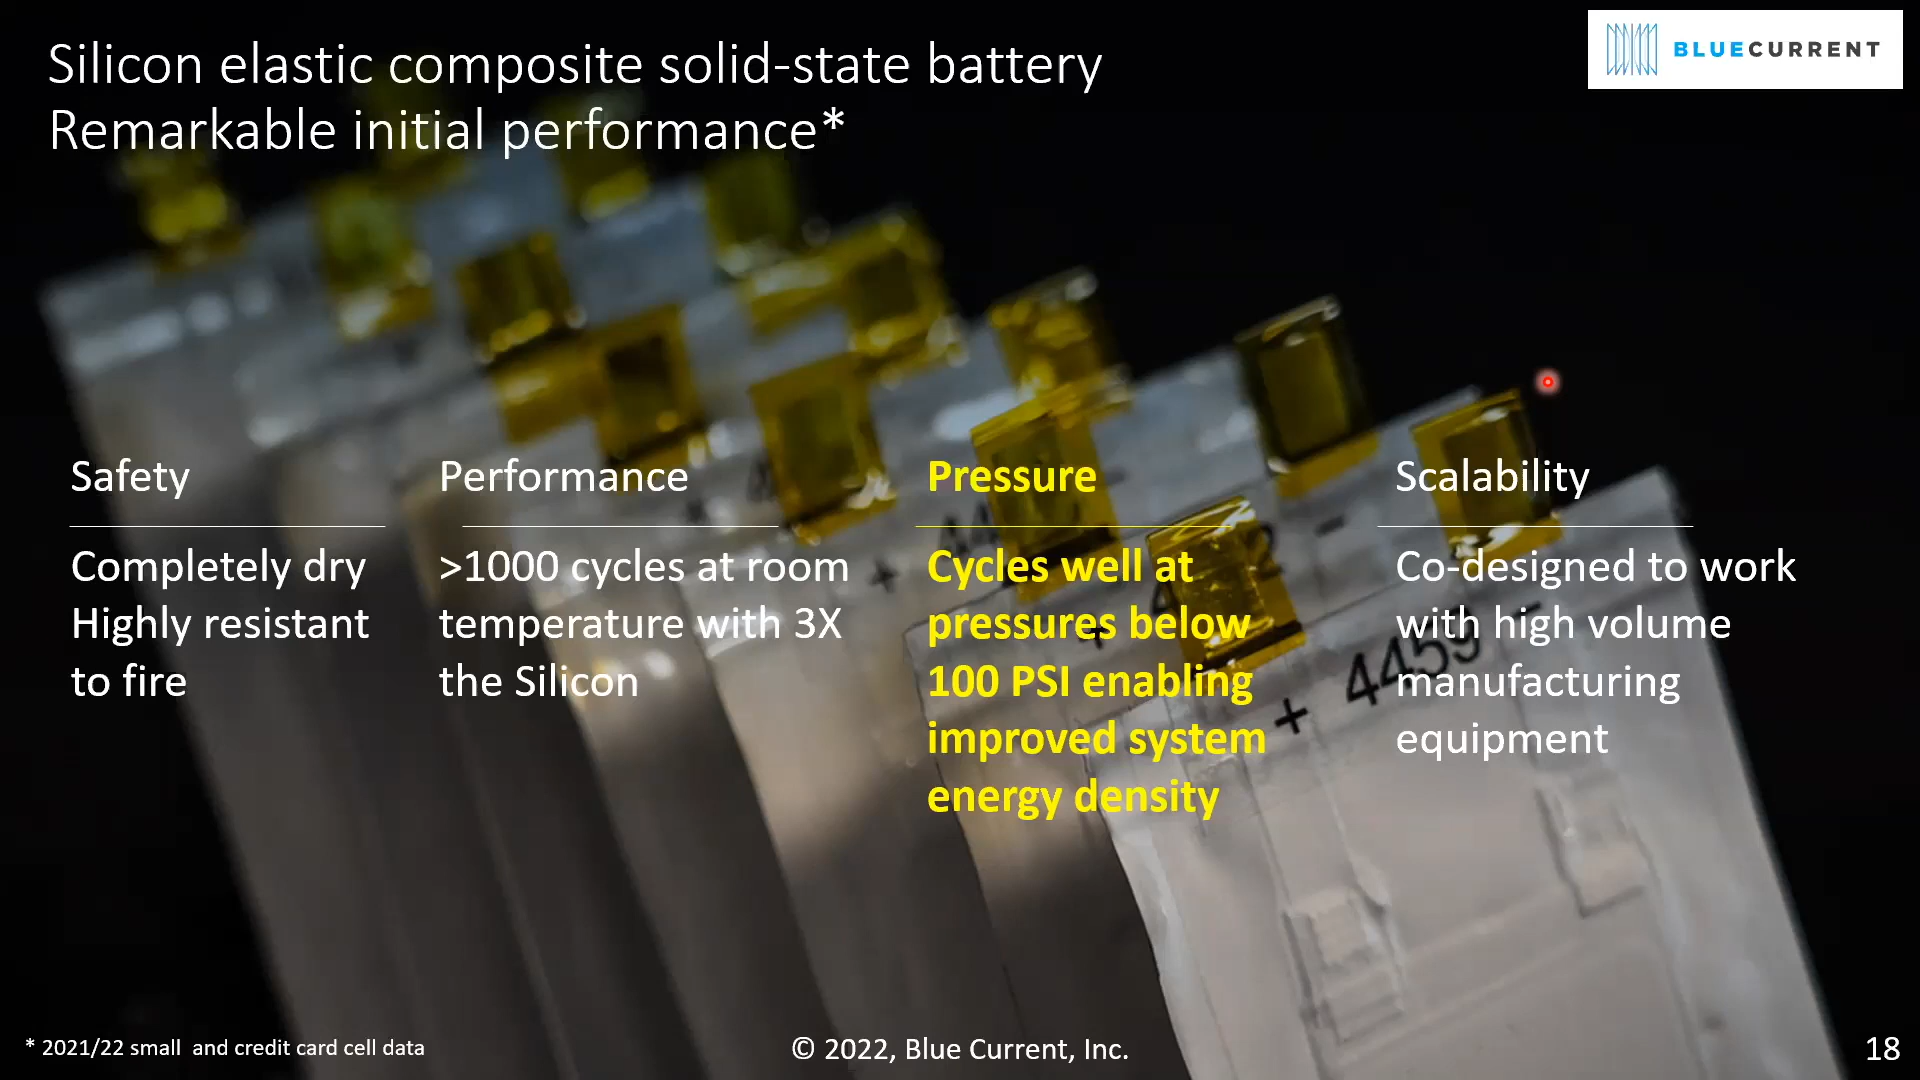 Silicon elastic composite solid-state battery
Remarkable initial performance*
BLUECURRENT
Safety
Completely dry
Highly resistant
to fire
Performance
>1000 cycles at room
temperature with 3X
the Silicon
Pressure
Cycles well at
pressures below
100 PSI enabling
improved system
energy density
Scalability
Co-designed to work
with high volume
manufacturing
equipment
+ 4459 -
* 2021/22 small and credit card cell data
© 2022, Blue Current, Inc.
18